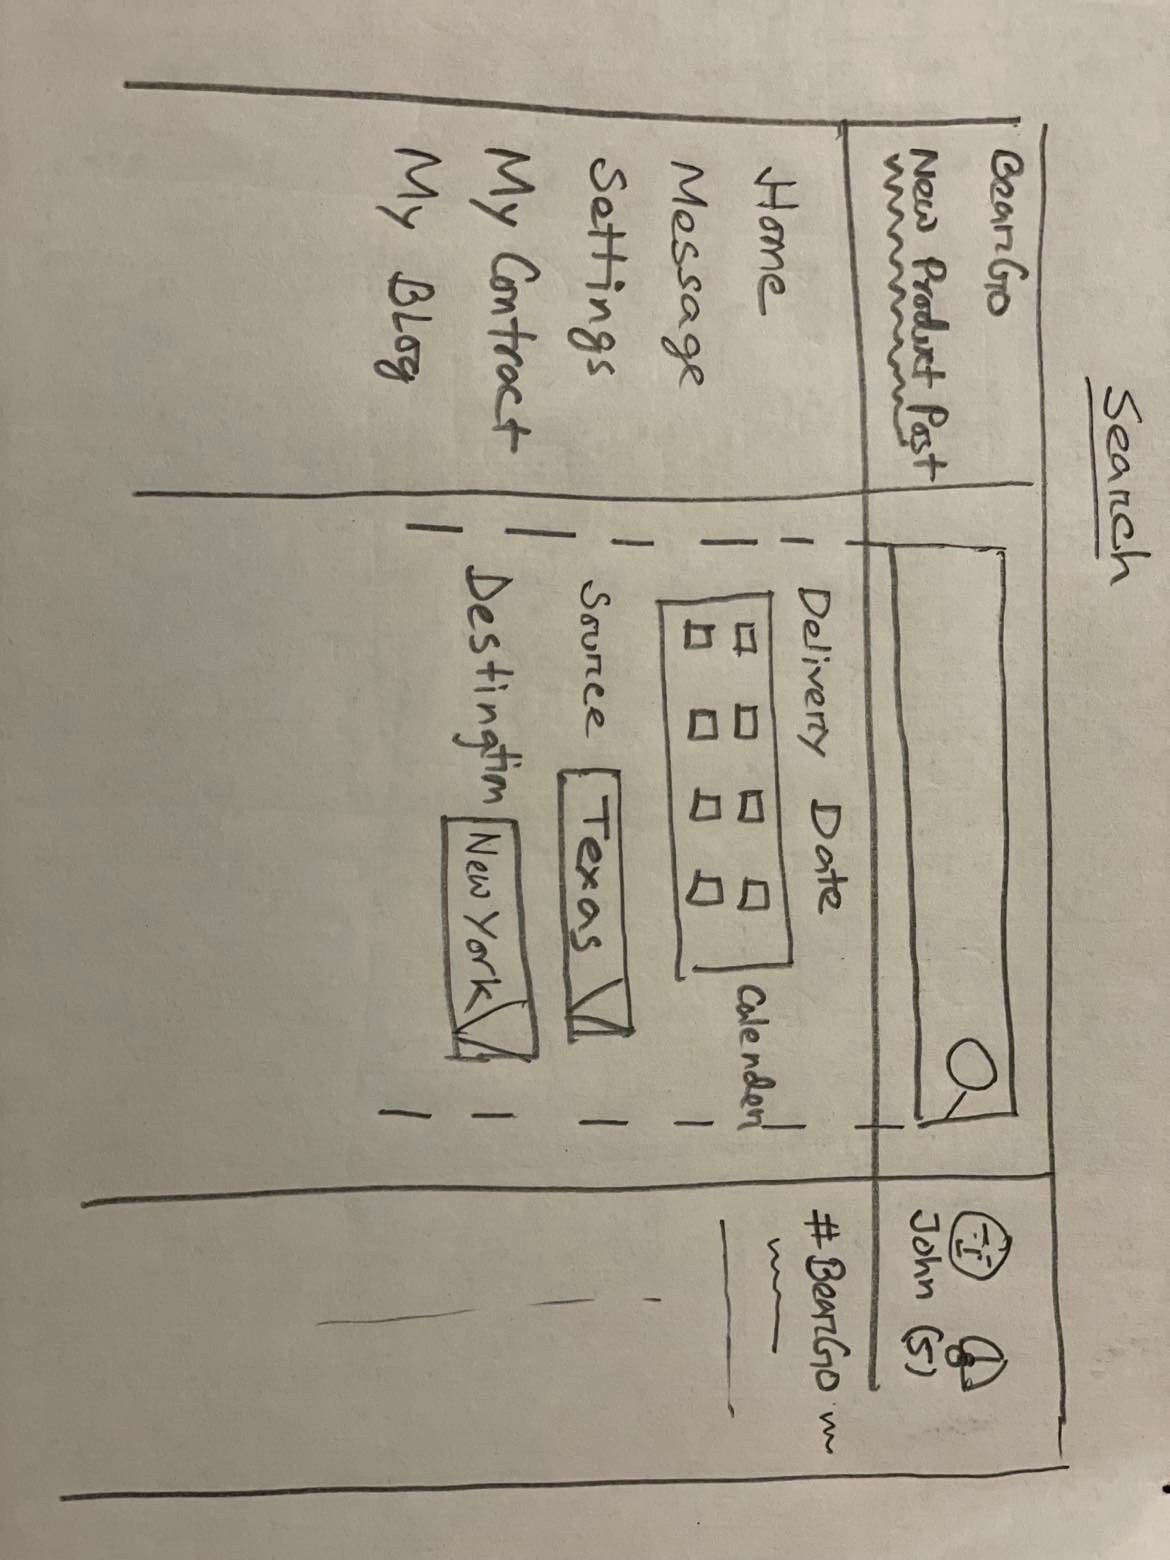 Search
BearGo
New Product Post
John (5)
Home
Message
Settings
My Contract
My BLog
Delivery Date
Calender
Source Texas
Destingtim New York
#BearGo